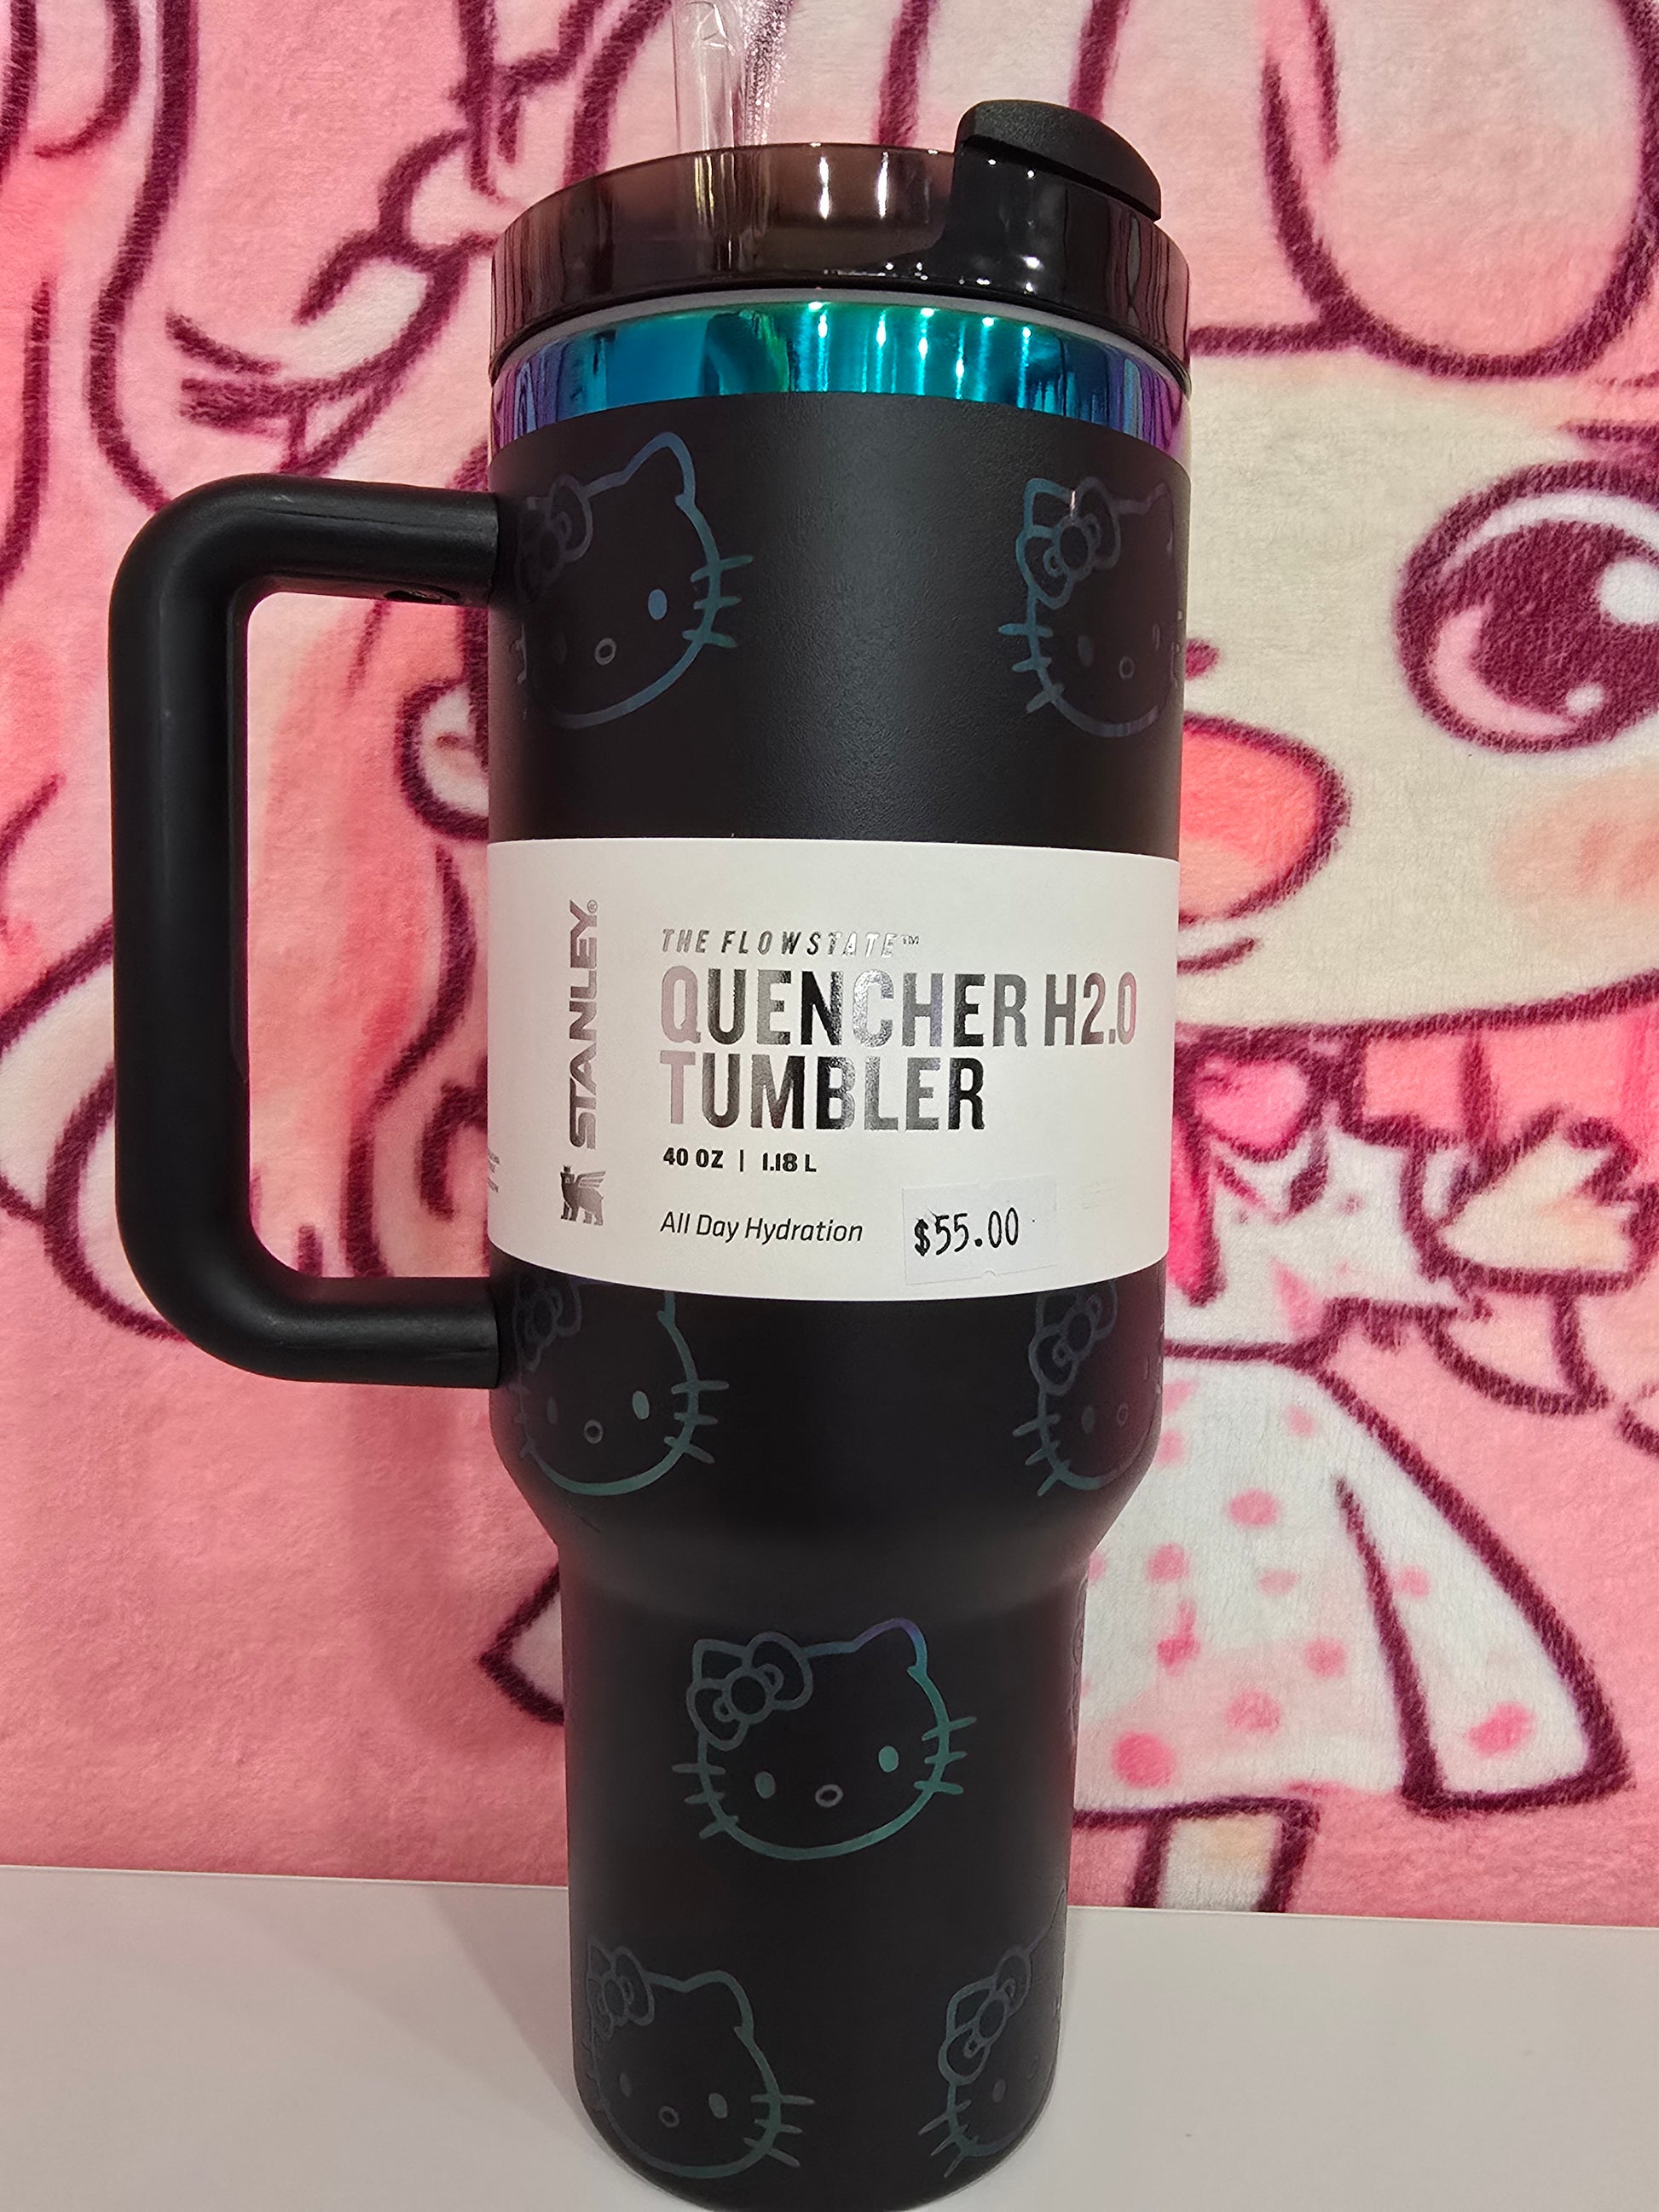 STANLEY®
THE FLOWSTATE™
QUENCHER H2.0
TUMBLER
40 OZ | 1.18 L
All Day Hydration
$55.00